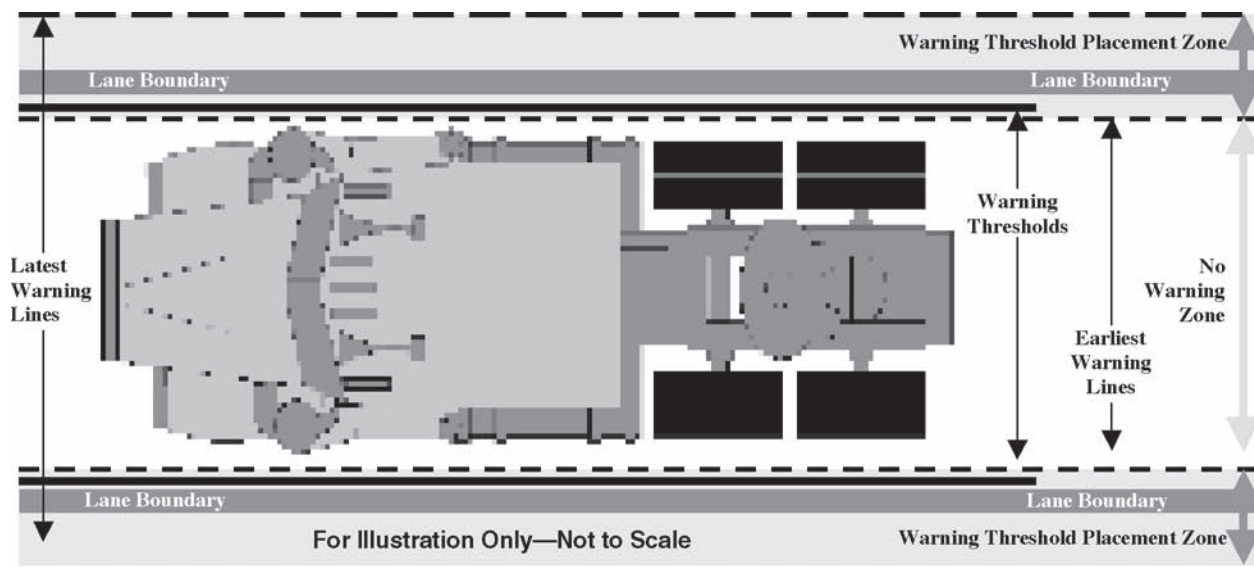 Warning Threshold Placement Zone
Lane Boundary
Lane Boundary
Warning
Thresholds
Latest
Warning
Lines
No
Warning
Zone
Earliest
Warning
Lines
Lane Boundary
Lane Boundary
For Illustration Only—Not to Scale
Warning Threshold Placement Zone